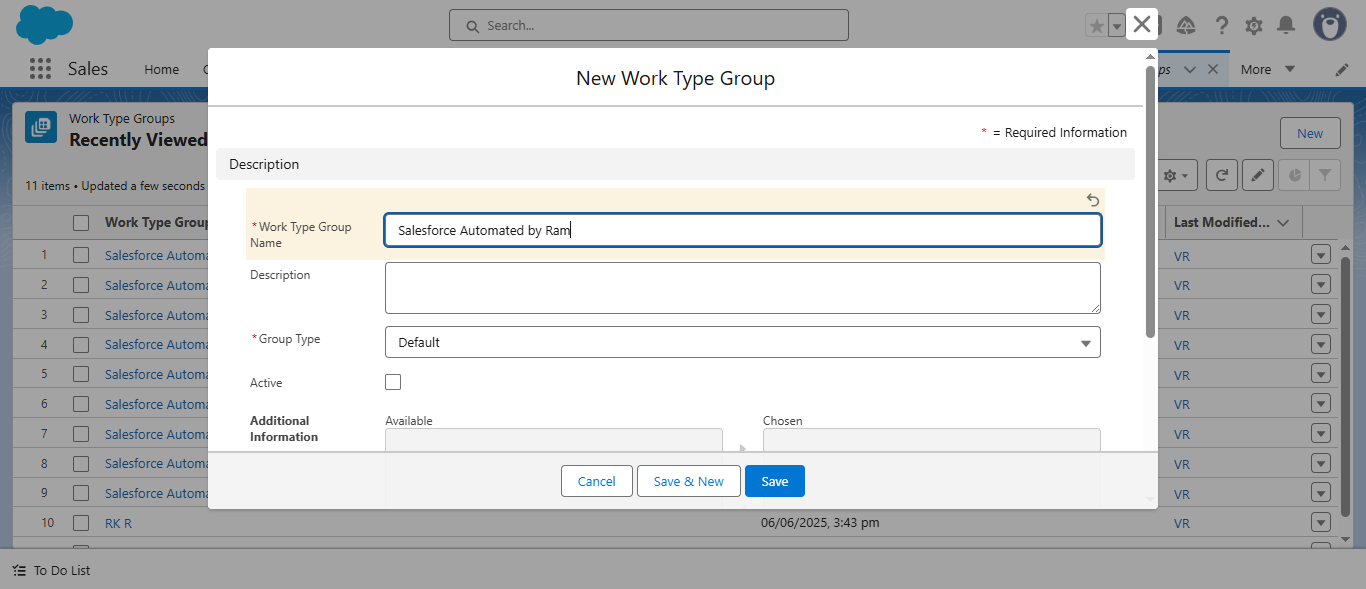 Search...
Sales
Home
ps
More
New Work Type Group
* = Required Information
Work Type Groups
Recently Viewed
New
11 items • Updated a few seconds
Description
*Work Type Group Name
Salesforce Automated by Ram
Description
*Group Type
Default
Active
Additional Information
Available
Chosen
Cancel
Save & New
Save
Work Type Group
Last Modified...
1 Salesforce Automa VR
2 Salesforce Automa VR
3 Salesforce Automa VR
4 Salesforce Automa VR
5 Salesforce Automa VR
6 Salesforce Automa VR
7 Salesforce Automa VR
8 Salesforce Automa VR
9 Salesforce Automa VR
10 RK R 06/06/2025, 3:43 pm VR
To Do List